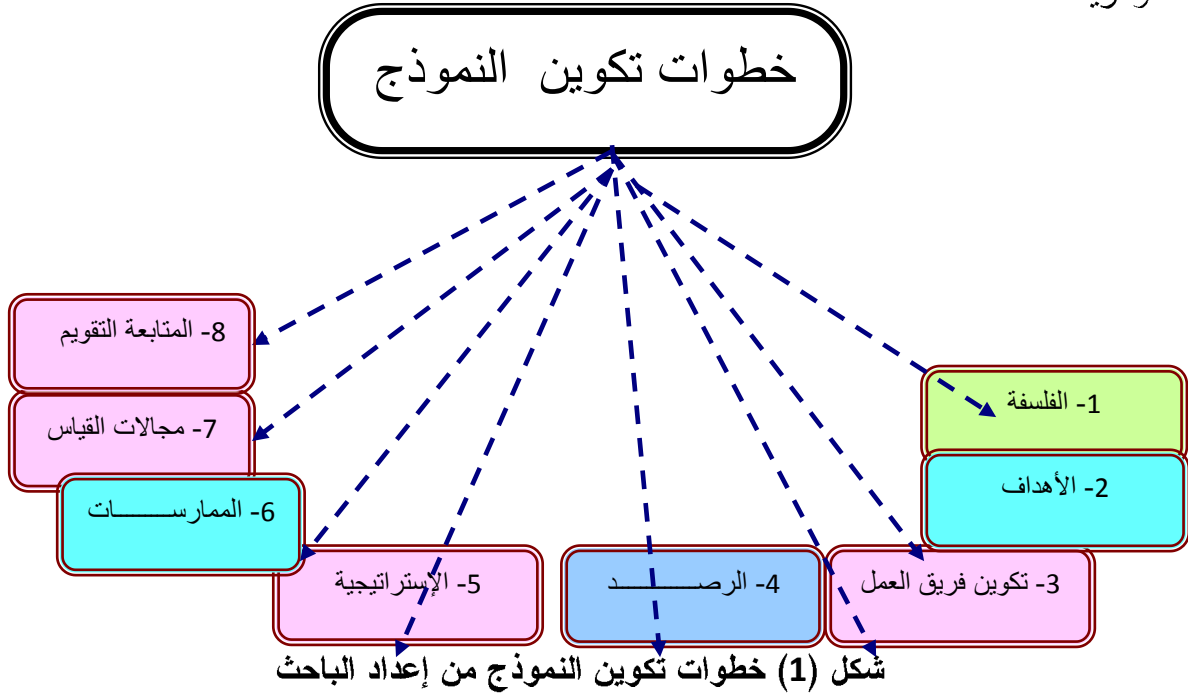 خطوات تكوين النموذج
1- الفلسفة
2- الأهداف
3- تكوين فريق العمل
4- الرصـــــــــد
5- الإستراتيجية
6- الممارســـــــات
7- مجالات القياس
8- المتابعة التقويم
شكل (1) خطوات تكوين النموذج من إعداد الباحث